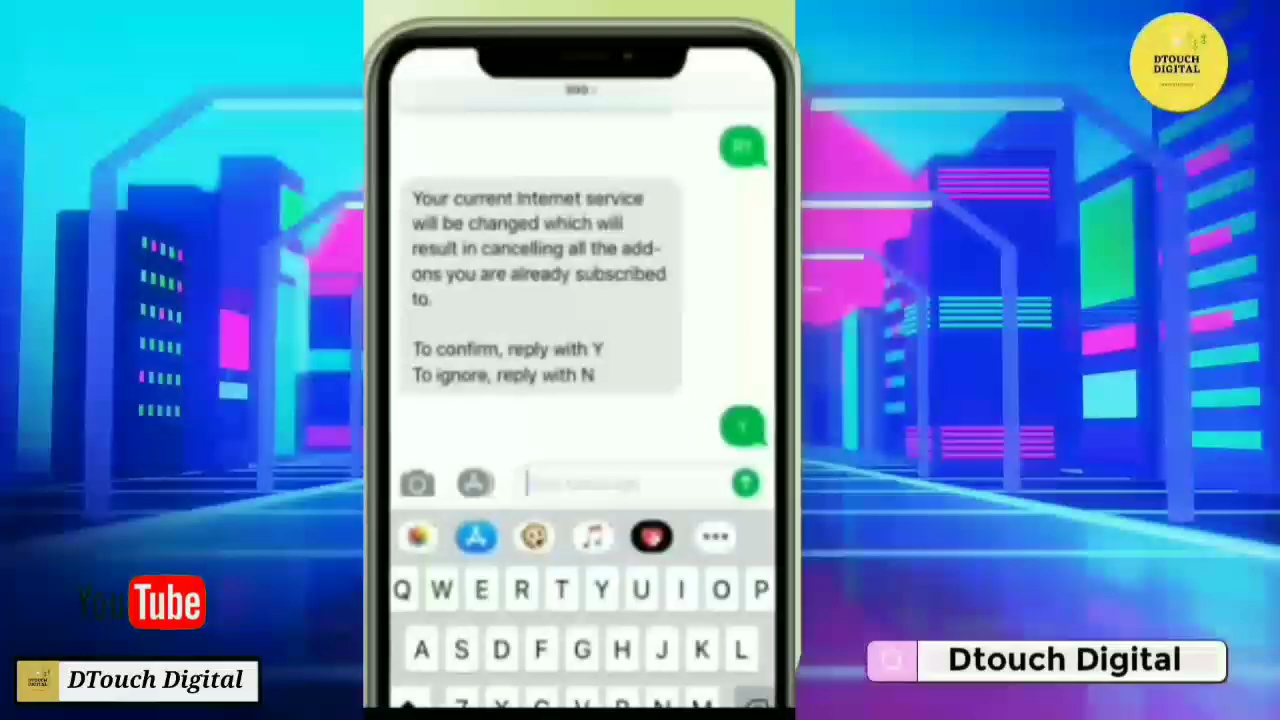 DTOUCH
DIGITAL
Your current Internet service
will be changed which will
result in cancelling all the add-
ons you are already subscribed
to.
To confirm, reply with Y
To ignore, reply with N
Y
Q W E R T Y U I O P
A S D F G H J K L
Z X C V B N M
YouTube
DTouch Digital
Dtouch Digital